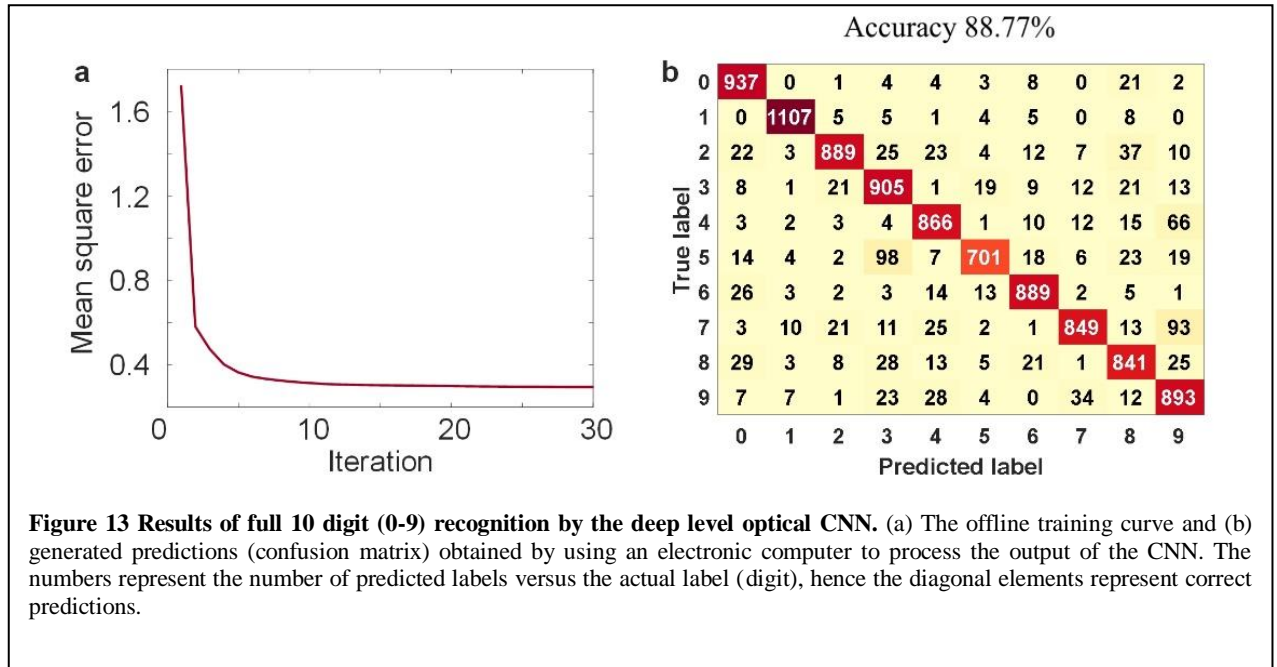 Accuracy 88.77%
a
1.6
1.2
0.8
0.4
0 10 20 30
Mean square error
Iteration
b
0 937 0 1 4 4 3 8 0 21 2
1 0 1107 5 5 1 4 5 0 8 0
2 22 3 889 25 23 4 12 7 37 10
3 8 1 21 905 1 19 9 12 21 13
4 3 2 3 4 866 1 10 12 15 66
5 14 4 2 98 7 701 18 6 23 19
6 26 3 2 3 14 13 889 2 5 1
7 3 10 21 11 25 2 1 849 13 93
8 29 3 8 28 13 5 21 1 841 25
9 7 7 1 23 28 4 0 34 12 893
0 1 2 3 4 5 6 7 8 9
True label
Predicted label
Figure 13 Results of full 10 digit (0-9) recognition by the deep level optical CNN. (a) The offline training curve and (b)
generated predictions (confusion matrix) obtained by using an electronic computer to process the output of the CNN. The
numbers represent the number of predicted labels versus the actual label (digit), hence the diagonal elements represent correct
predictions.